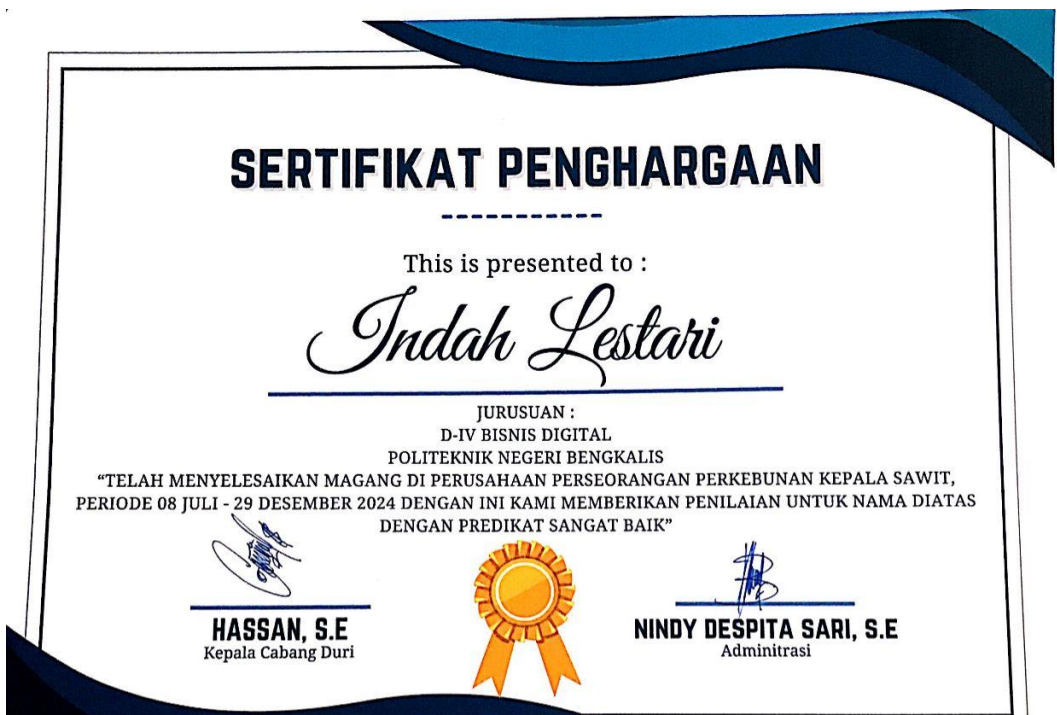 SERTIFIKAT PENGHARGAAN
This is presented to :
Indah Lestari
JURUSUAN :
D-IV BISNIS DIGITAL
POLITEKNIK NEGERI BENGKALIS
“TELAH MENYELESAIKAN MAGANG DI PERUSAHAAN PERSEORANGAN PERKEBUNAN KEPALA SAWIT,
PERIODE 08 JULI - 29 DESEMBER 2024 DENGAN INI KAMI MEMBERIKAN PENILAIAN UNTUK NAMA DIATAS
DENGAN PREDIKAT SANGAT BAIK”
HASSAN, S.E
Kepala Cabang Duri
NINDY DESPITA SARI, S.E
Adminitrasi